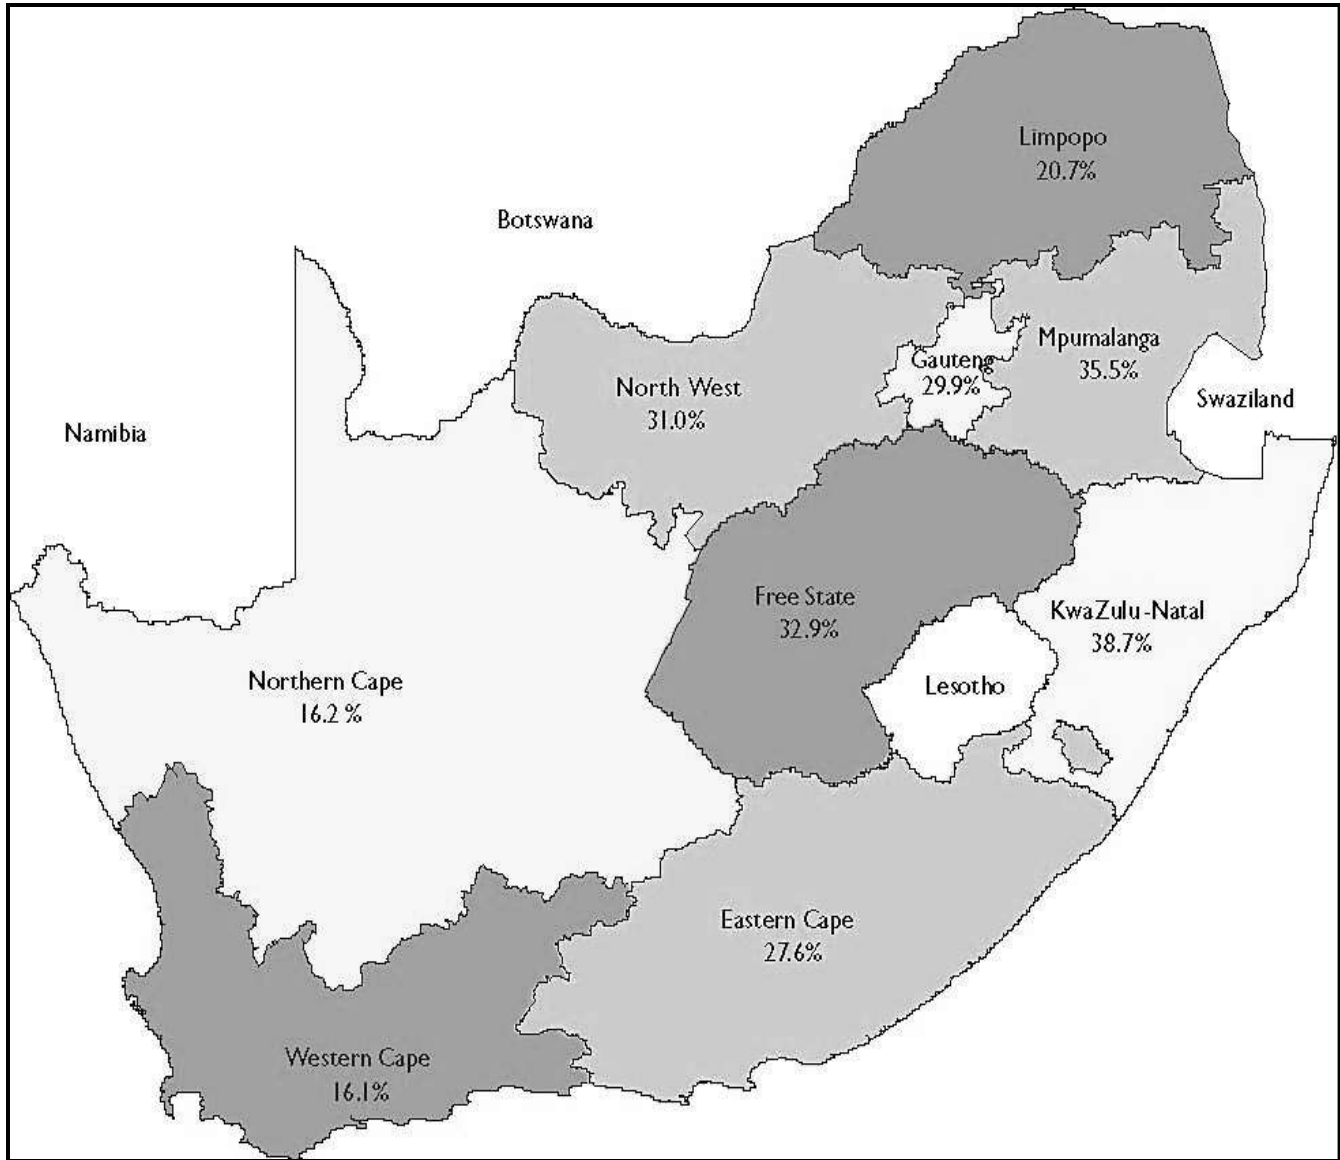 Limpopo
20.7%
Botswana
Mpumalanga
35.5%
Gauteng
29.9%
North West
31.0%
Swaziland
Namibia
Free State
32.9%
KwaZulu-Natal
38.7%
Northern Cape
16.2 %
Lesotho
Eastern Cape
27.6%
Western Cape
16.1%